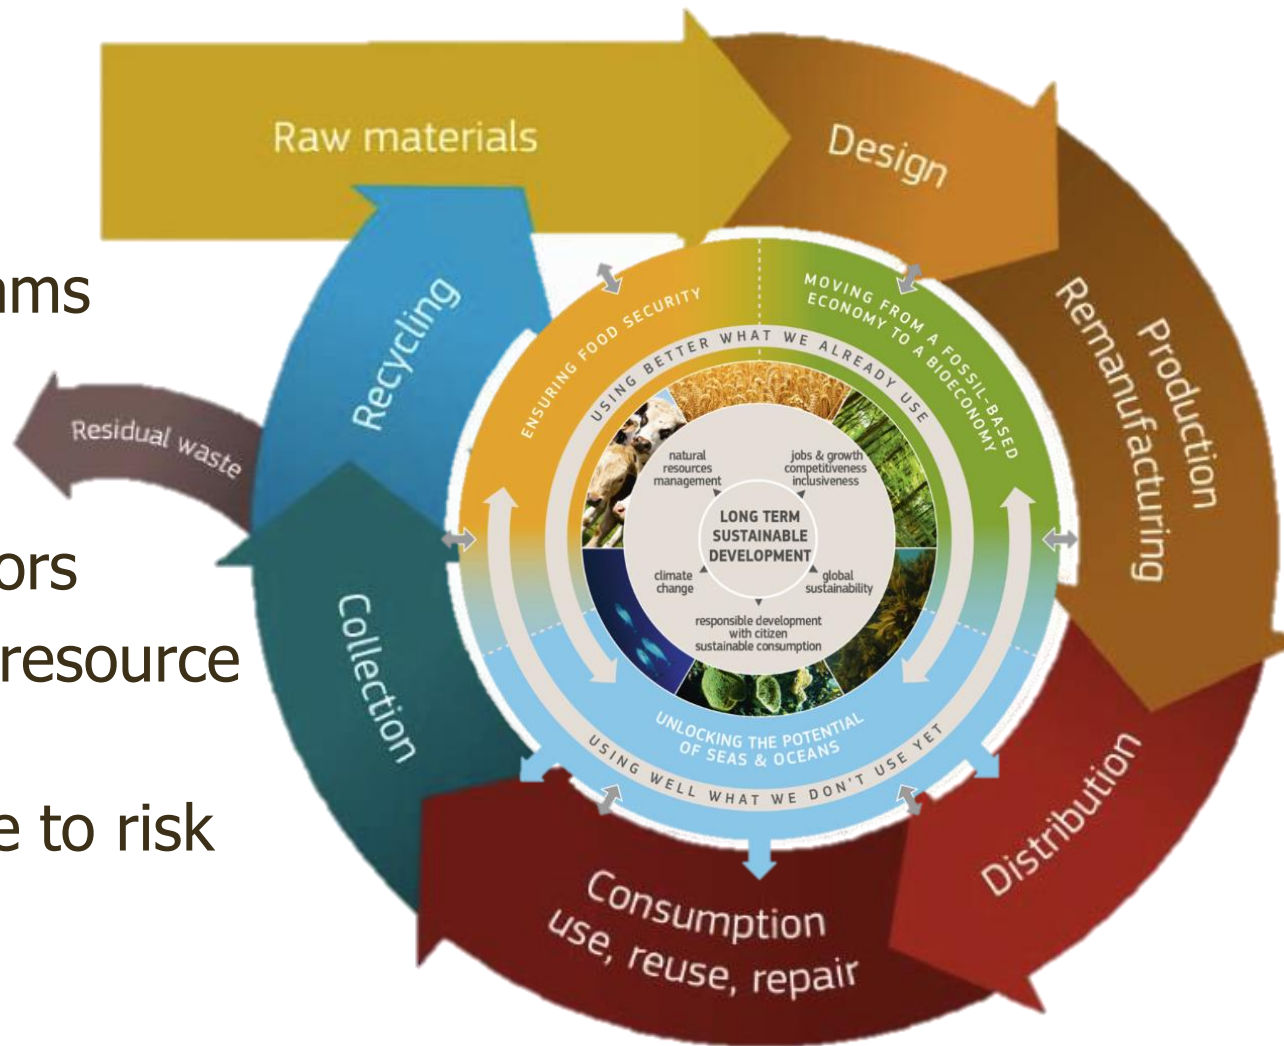 Raw materials
Design
Production
Remanufacturing
Distribution
Consumption
use, reuse, repair
Collection
Recycling
Residual waste
ors
resource
e to risk
ENSURING FOOD SECURITY
MOVING FROM A FOSSIL-BASED
ECONOMY TO A BIOECONOMY
USING BETTER WHAT WE ALREADY USE
natural
resources
management
jobs & growth
competitiveness
inclusiveness
LONG TERM
SUSTAINABLE
DEVELOPMENT
climate
change
global
sustainability
responsible development
with citizen
sustainable consumption
UNLOCKING THE POTENTIAL
OF SEAS & OCEANS
USING WELL WHAT WE DON'T USE YET